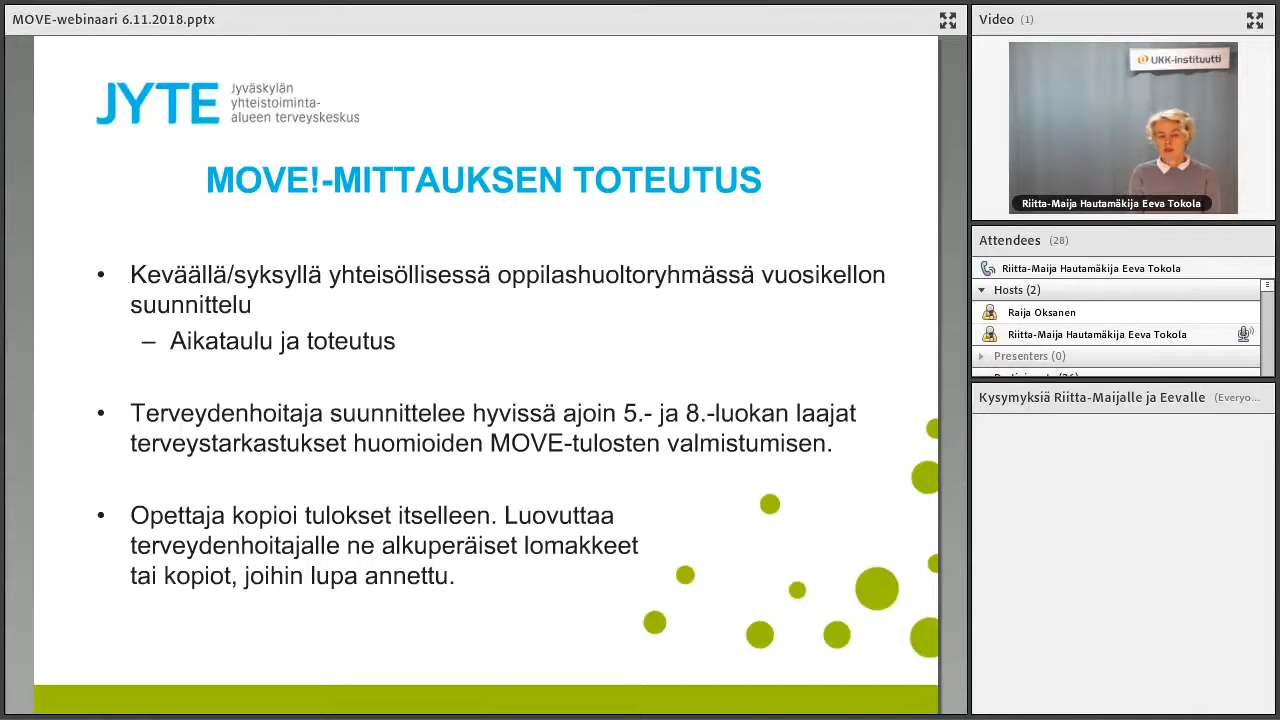 MOVE-webinaari 6.11.2018.pptx
JYTE
Jyväskylän
yhteistoiminta-
alueen terveyskeskus
MOVE!-MITTAUKSEN TOTEUTUS
• Keväällä/syksyllä yhteisöllisessä oppilashuoltoryhmässä vuosikellon
suunnittelu
– Aikataulu ja toteutus
• Terveydenhoitaja suunnittelee hyvissä ajoin 5.- ja 8.-luokan laajat
terveystarkastukset huomioiden MOVE-tulosten valmistumisen.
• Opettaja kopioi tulokset itselleen. Luovuttaa
terveydenhoitajalle ne alkuperäiset lomakkeet
tai kopiot, joihin lupa annettu.
Video (1)
UKK-instituutti
Riitta-Maija Hautamäkija Eeva Tokola
Attendees (28)
Riitta-Maija Hautamäkija Eeva Tokola
Hosts (2)
Raija Oksanen
Riitta-Maija Hautamäkija Eeva Tokola
Presenters (0)
Kysymyksiä Riitta-Maijalle ja Eevalle (Everyo...